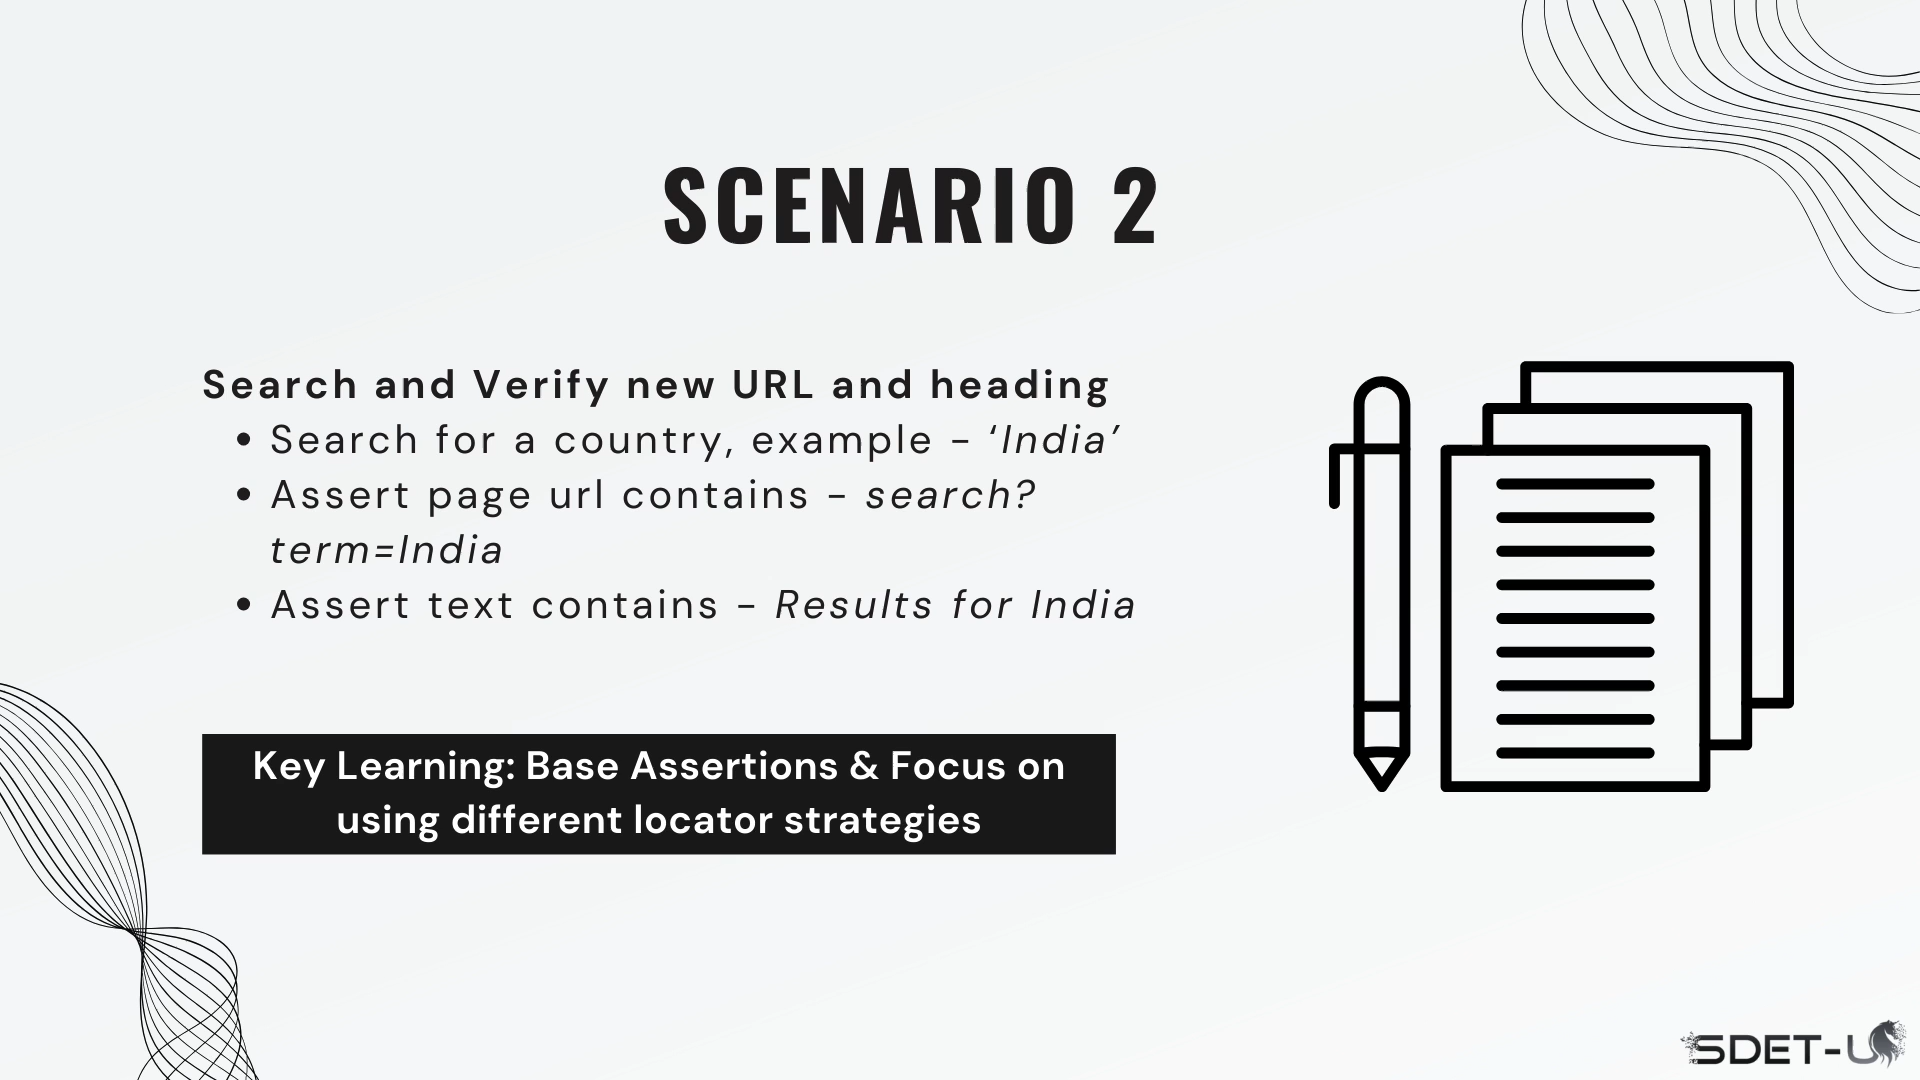 SCENARIO 2
Search and Verify new URL and heading
• Search for a country, example - ‘India’
• Assert page url contains - search?
term=India
• Assert text contains - Results for India
Key Learning: Base Assertions & Focus on
using different locator strategies
SDET-U